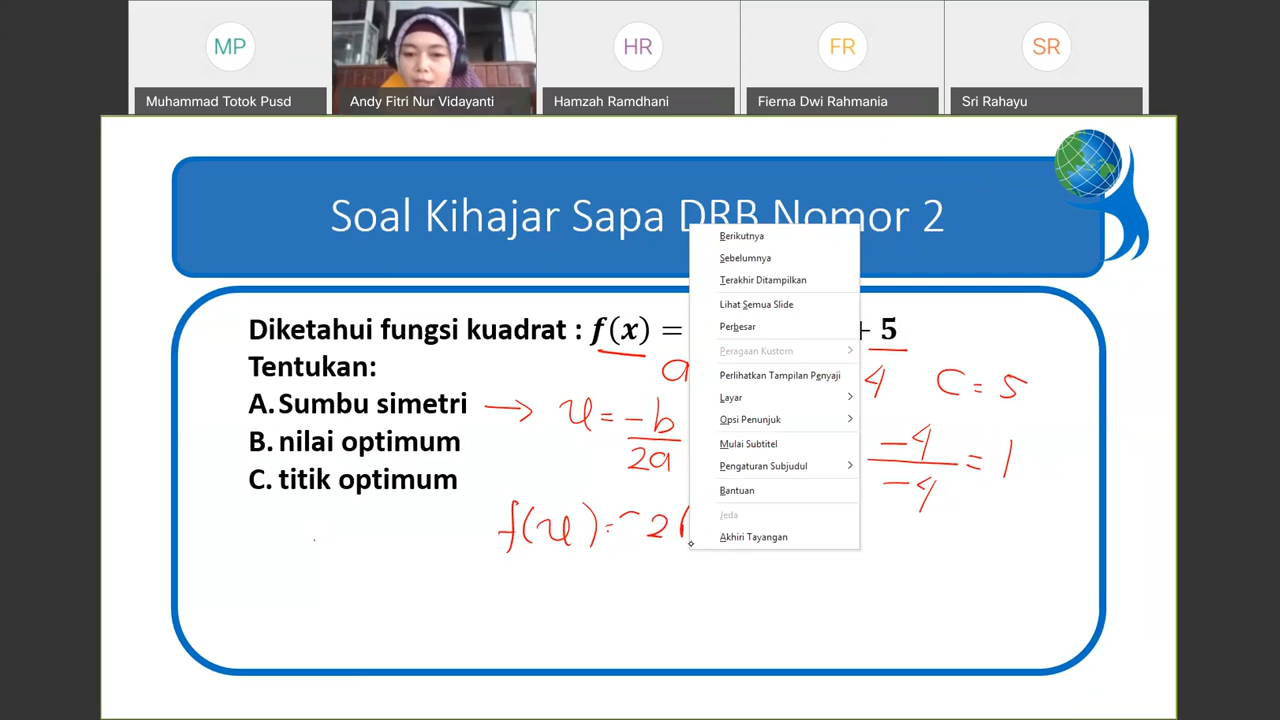 MP
HR
FR
SR
Muhammad Totok Pusd
Andy Fitri Nur Vidayanti
Hamzah Ramdhani
Fierna Dwi Rahmania
Sri Rahayu
Soal Kihajar Sapa DRB Nomor 2
Berikutnya
Sebelumnya
Terakhir Ditampilkan
Lihat Semua Slide
Perbesar
Peragaan Kustom
Perlihatkan Tampilan Penyaji
Layar
Opsi Penunjuk
Mulai Subtitel
Pengaturan Subjudul
Bantuan
Jeda
Akhiri Tayangan
Diketahui fungsi kuadrat : f(x) = + 5
Tentukan:
a 4 C = 5
A. Sumbu simetri → x = -b/2a -4/-4 = 1
B. nilai optimum
C. titik optimum
f(x) = -2(